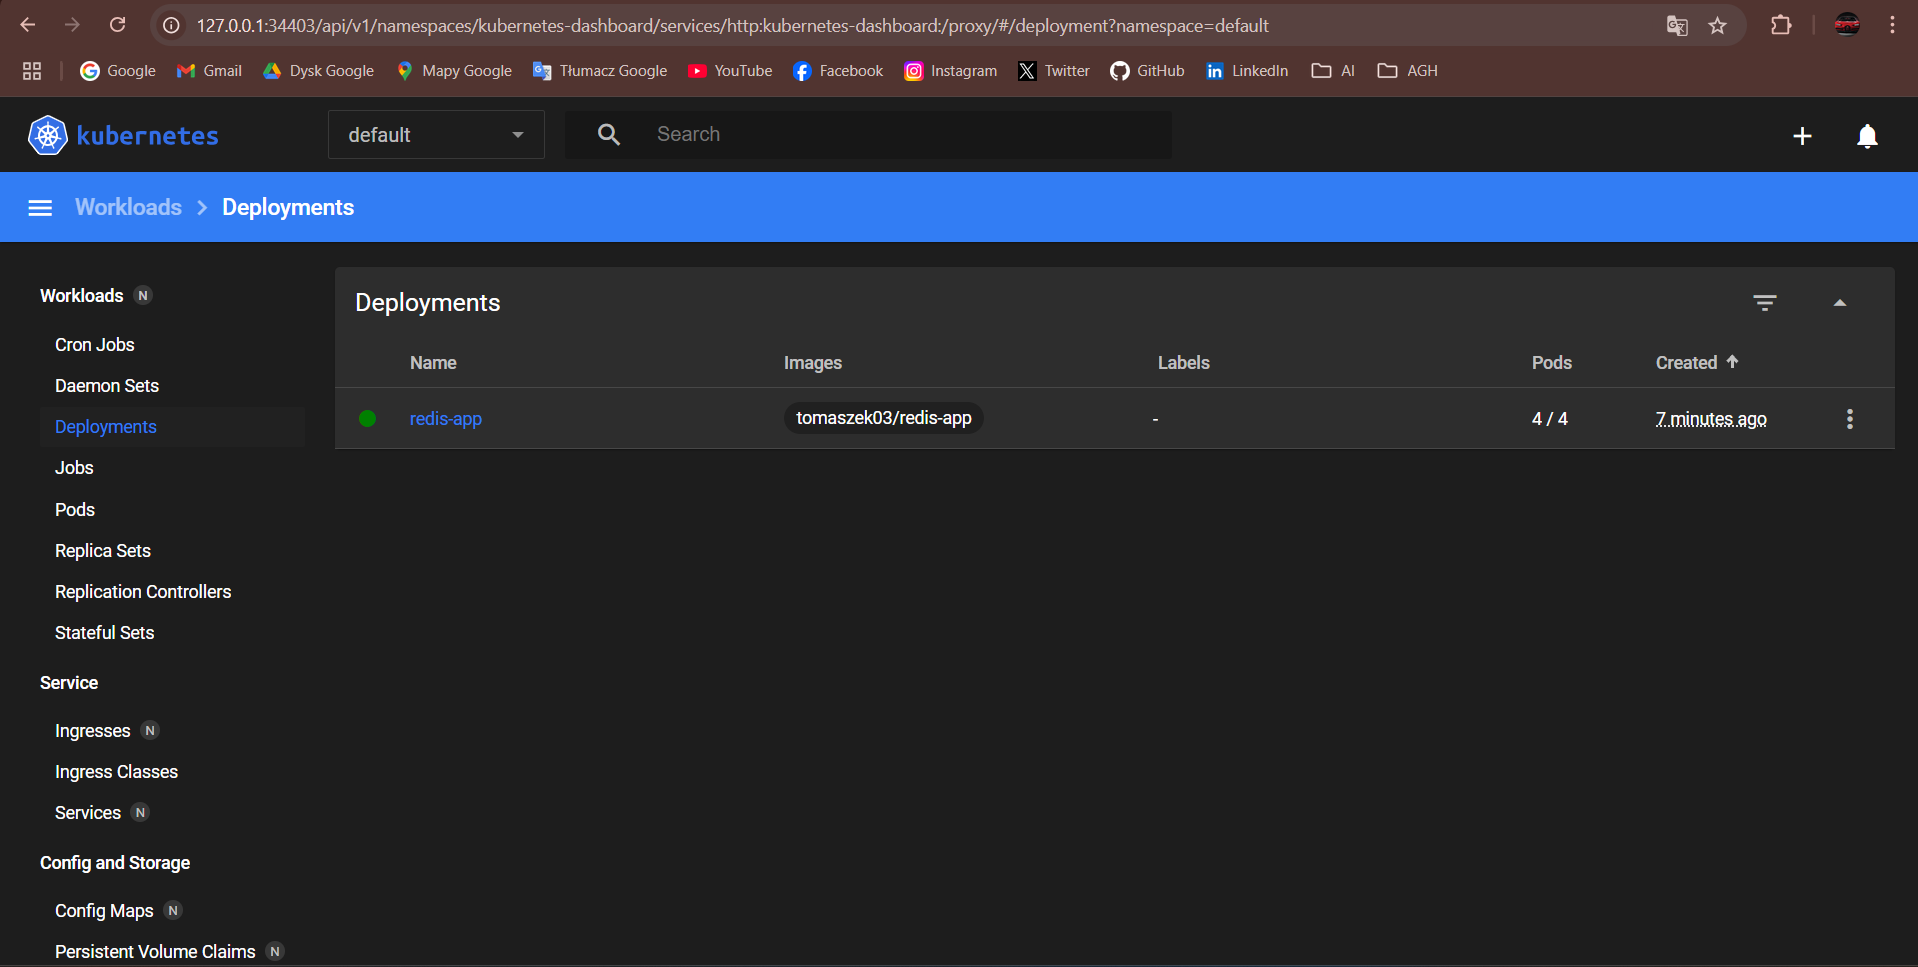 127.0.0.1:34403/api/v1/namespaces/kubernetes-dashboard/services/http:kubernetes-dashboard:/proxy/#/deployment?namespace=default
Google Gmail Dysk Google Mapy Google Tłumacz Google YouTube Facebook Instagram Twitter GitHub LinkedIn AI AGH
kubernetes default Search
Workloads Deployments
Workloads N
Cron Jobs
Daemon Sets
Deployments
Jobs
Pods
Replica Sets
Replication Controllers
Stateful Sets
Service
Ingresses N
Ingress Classes
Services N
Config and Storage
Config Maps N
Persistent Volume Claims N
Deployments
Name Images Labels Pods Created
redis-app tomaszek03/redis-app - 4 / 4 7 minutes ago